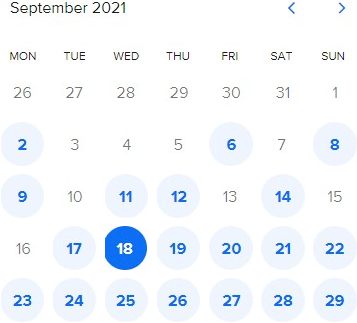 September 2021
MON TUE WED THU FRI SAT SUN
26 27 28 29 30 31 1
2 3 4 5 6 7 8
9 10 11 12 13 14 15
16 17 18 19 20 21 22
23 24 25 26 27 28 29